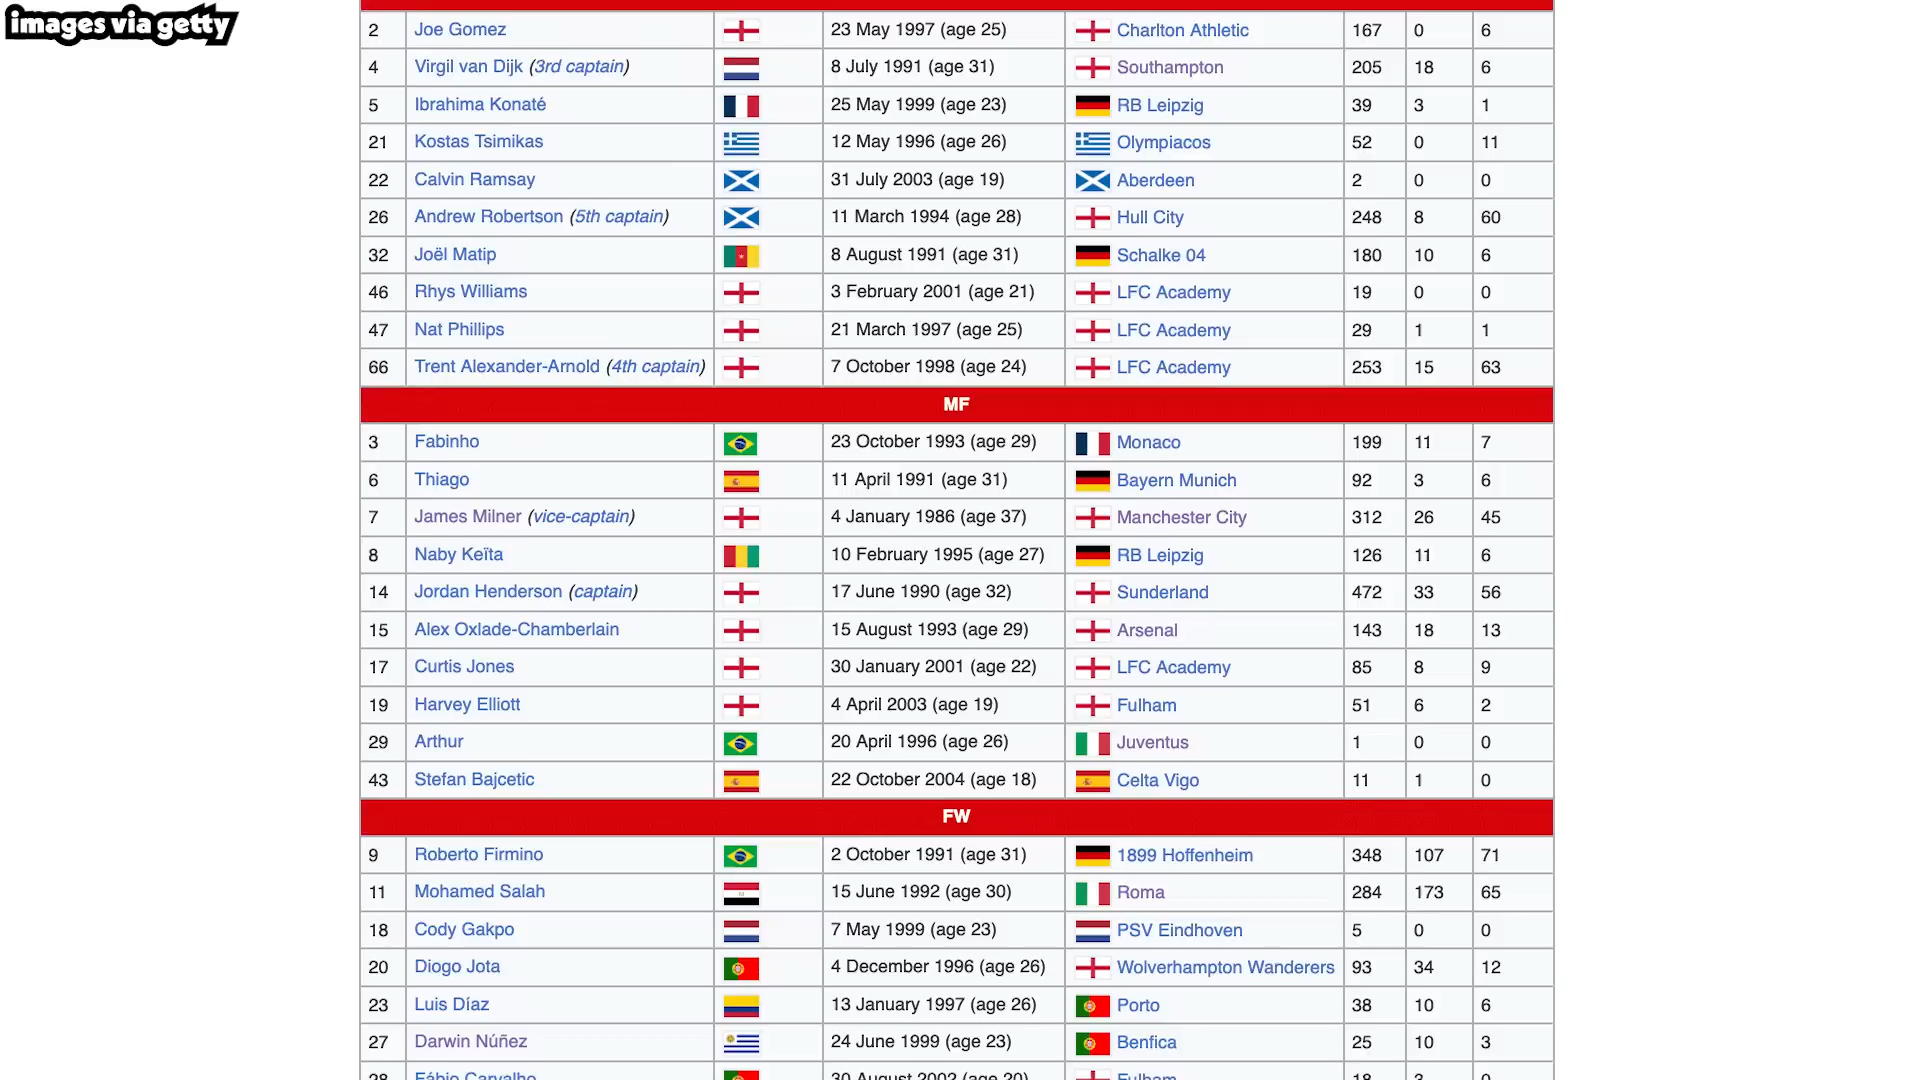 images via getty
2 Joe Gomez 23 May 1997 (age 25) Charlton Athletic 167 0 6
4 Virgil van Dijk (3rd captain) 8 July 1991 (age 31) Southampton 205 18 6
5 Ibrahima Konaté 25 May 1999 (age 23) RB Leipzig 39 3 1
21 Kostas Tsimikas 12 May 1996 (age 26) Olympiacos 52 0 11
22 Calvin Ramsay 31 July 2003 (age 19) Aberdeen 2 0 0
26 Andrew Robertson (5th captain) 11 March 1994 (age 28) Hull City 248 8 60
32 Joël Matip 8 August 1991 (age 31) Schalke 04 180 10 6
46 Rhys Williams 3 February 2001 (age 21) LFC Academy 19 0 0
47 Nat Phillips 21 March 1997 (age 25) LFC Academy 29 1 1
66 Trent Alexander-Arnold (4th captain) 7 October 1998 (age 24) LFC Academy 253 15 63
MF
3 Fabinho 23 October 1993 (age 29) Monaco 199 11 7
6 Thiago 11 April 1991 (age 31) Bayern Munich 92 3 6
7 James Milner (vice-captain) 4 January 1986 (age 37) Manchester City 312 26 45
8 Naby Keïta 10 February 1995 (age 27) RB Leipzig 126 11 6
14 Jordan Henderson (captain) 17 June 1990 (age 32) Sunderland 472 33 56
15 Alex Oxlade-Chamberlain 15 August 1993 (age 29) Arsenal 143 18 13
17 Curtis Jones 30 January 2001 (age 22) LFC Academy 85 8 9
19 Harvey Elliott 4 April 2003 (age 19) Fulham 51 6 2
29 Arthur 20 April 1996 (age 26) Juventus 1 0 0
43 Stefan Bajcetic 22 October 2004 (age 18) Celta Vigo 11 1 0
FW
9 Roberto Firmino 2 October 1991 (age 31) 1899 Hoffenheim 348 107 71
11 Mohamed Salah 15 June 1992 (age 30) Roma 284 173 65
18 Cody Gakpo 7 May 1999 (age 23) PSV Eindhoven 5 0 0
20 Diogo Jota 4 December 1996 (age 26) Wolverhampton Wanderers 93 34 12
23 Luis Díaz 13 January 1997 (age 26) Porto 38 10 6
27 Darwin Núñez 24 June 1999 (age 23) Benfica 25 10 3
28 Fábio Carvalho 30 August 2002 (age 20) Fulham 18 3 0